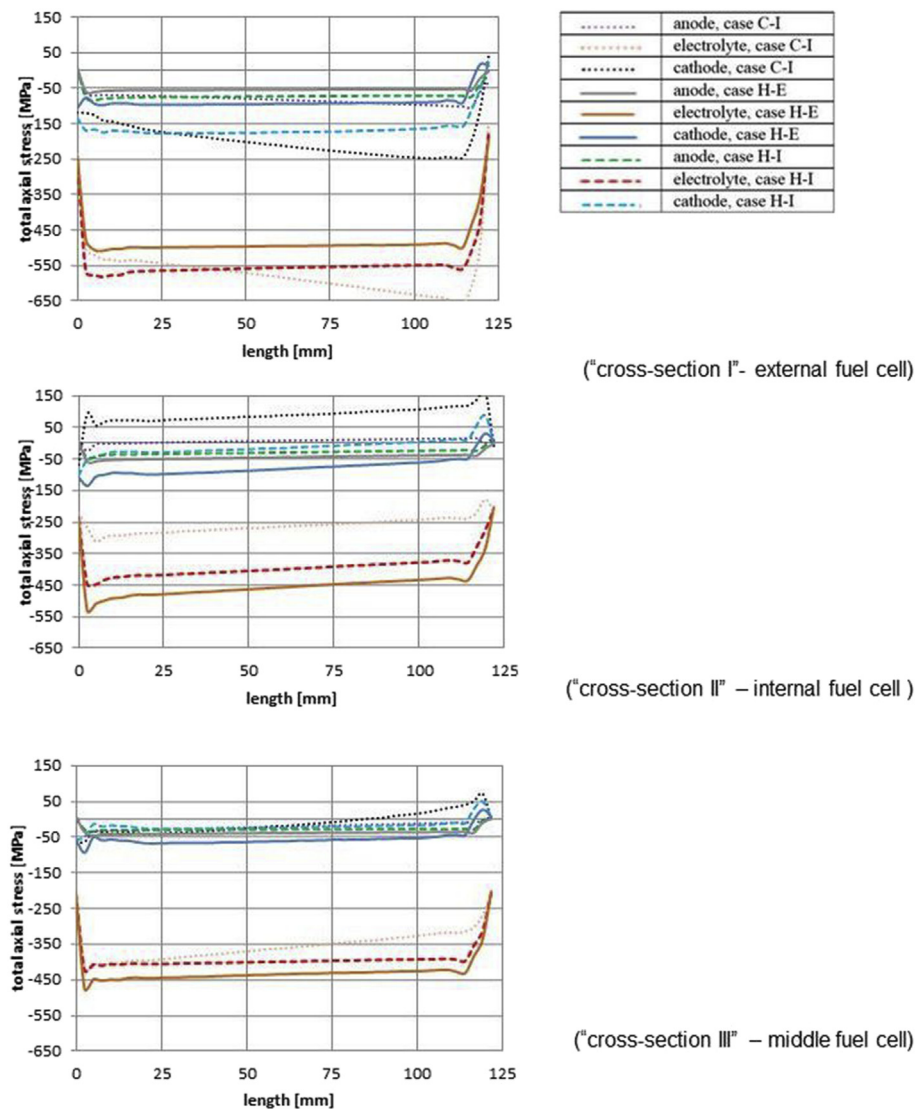 150
50
-50
-150
-250
-350
-450
-550
-650
total axial stress [MPa]
0 25 50 75 100 125
length [mm]
anode, case C-I
electrolyte, case C-I
cathode, case C-I
anode, case H-E
electrolyte, case H-E
cathode, case H-E
anode, case H-I
electrolyte, case H-I
cathode, case H-I
("cross-section I"- external fuel cell)
150
50
-50
-150
-250
-350
-450
-550
-650
total axial stress [MPa]
0 25 50 75 100 125
length [mm]
("cross-section II" – internal fuel cell )
150
50
-50
-150
-250
-350
-450
-550
-650
total axial stress [MPa]
0 25 50 75 100 125
length [mm]
("cross-section III" – middle fuel cell)